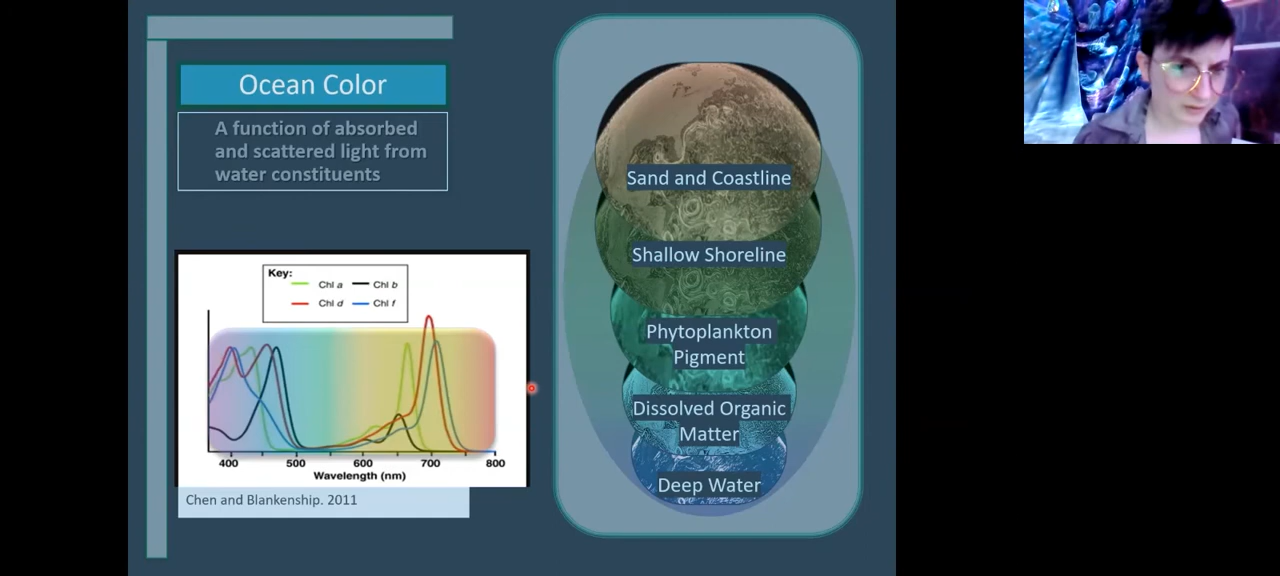 Ocean Color
A function of absorbed
and scattered light from
water constituents
Key:
Chl a
Chl b
Chl d
Chl f
400
500
600
700
800
Wavelength (nm)
Chen and Blankenship. 2011
Sand and Coastline
Shallow Shoreline
Phytoplankton
Pigment
Dissolved Organic
Matter
Deep Water